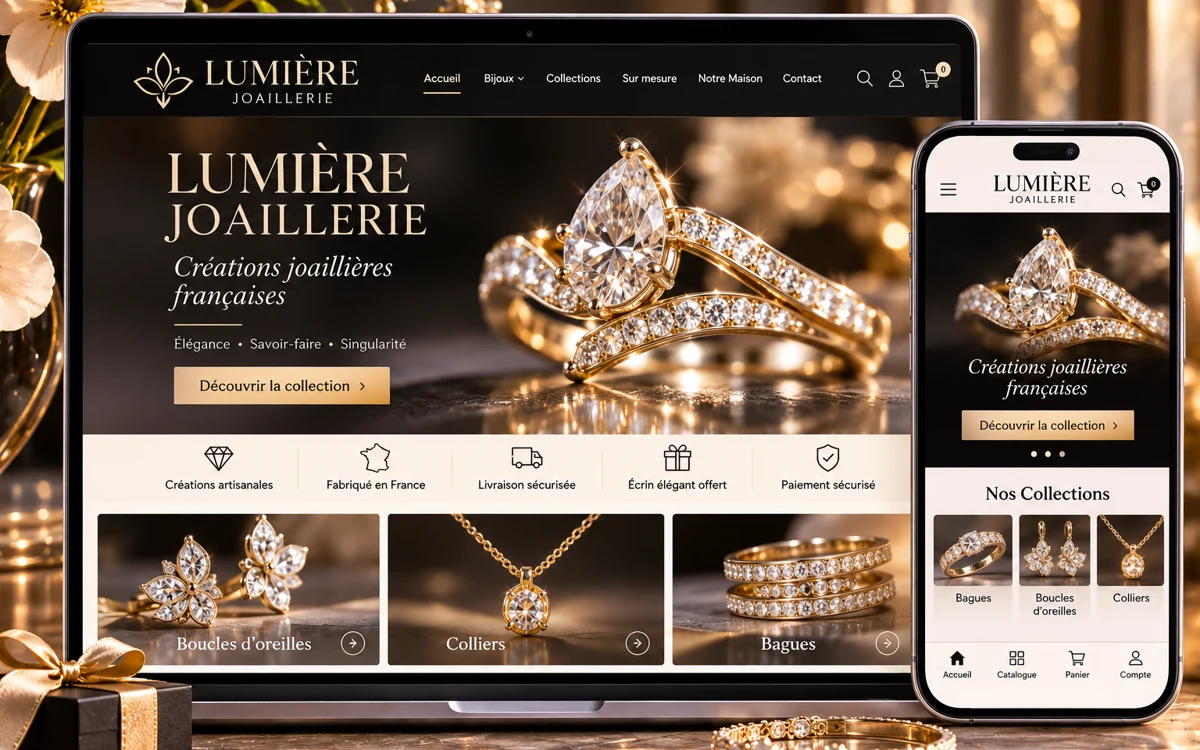 LUMIÈRE
JOAILLERIE
Accueil
Bijoux
Collections
Sur mesure
Notre Maison
Contact
0
LUMIÈRE
JOAILLERIE
Créations joaillières
françaises
Élégance • Savoir-faire • Singularité
Découvrir la collection
Créations artisanales
Fabriqué en France
Livraison sécurisée
Écrin élégant offert
Paiement sécurisé
Boucles d'oreilles
Colliers
Bagues
LUMIÈRE
JOAILLERIE
0
Créations joaillières
françaises
Découvrir la collection
Nos Collections
Bagues
Boucles
d'oreilles
Colliers
Accueil
Catalogue
Panier
Compte